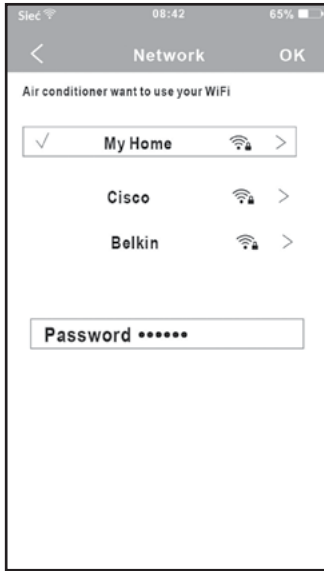 Sieć 08:42 65%
Network OK
Air conditioner want to use your WiFi
My Home
Cisco
Belkin
Password ••••••